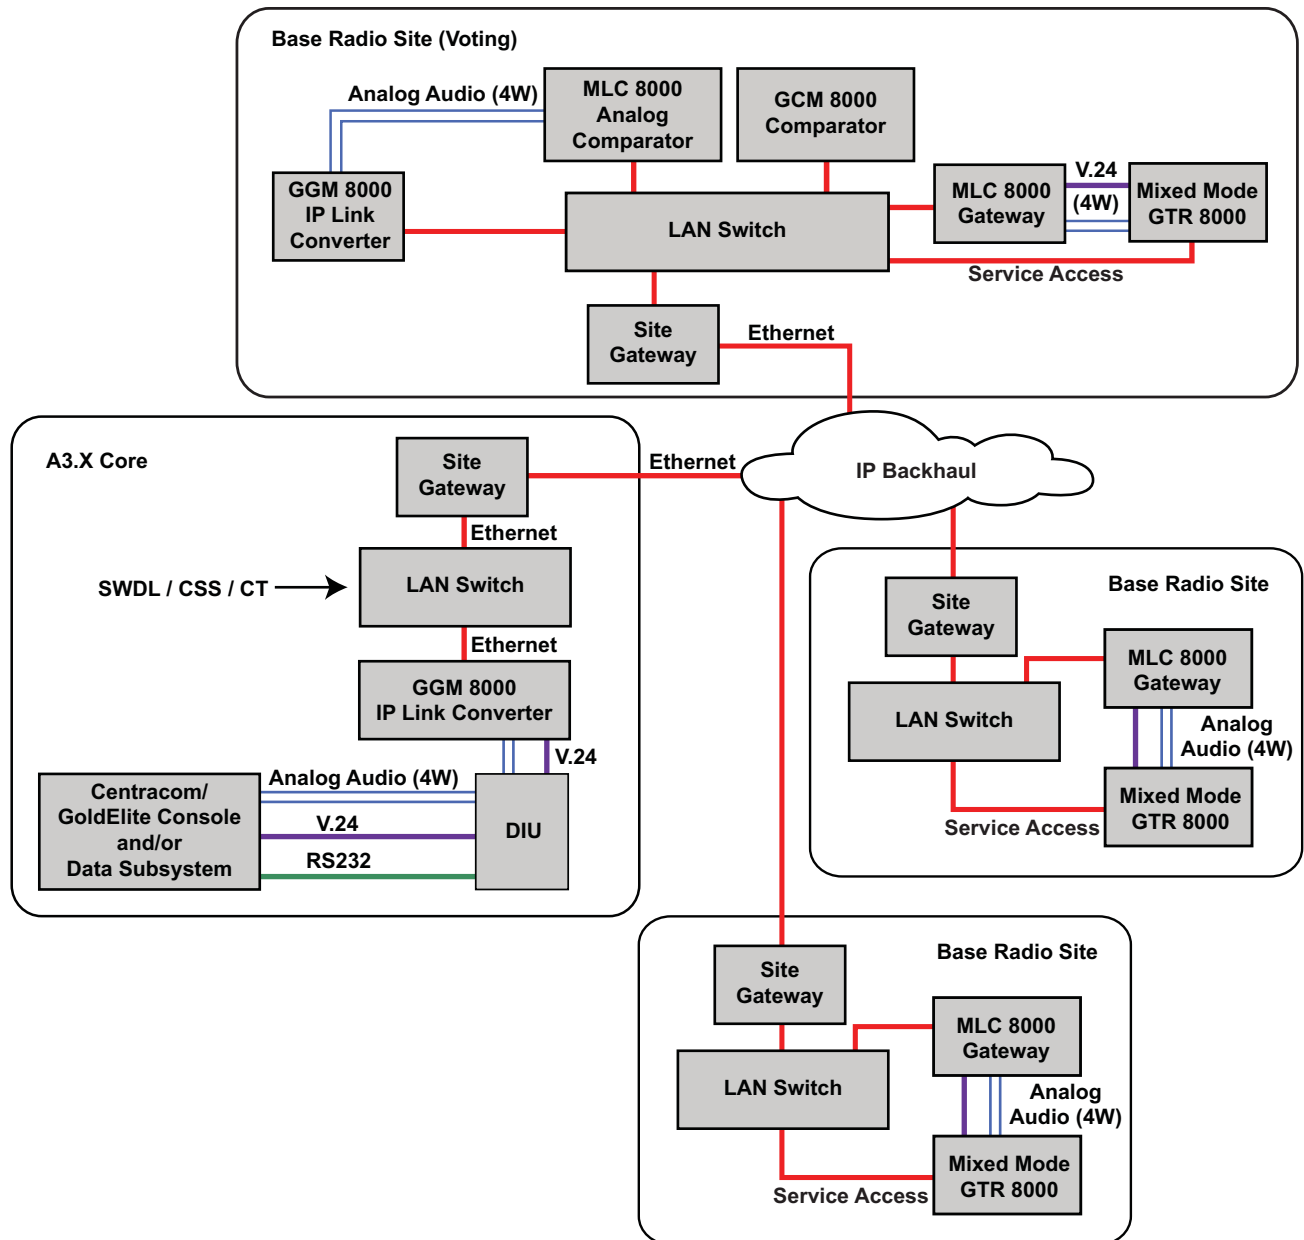 Base Radio Site (Voting)
Analog Audio (4W)
MLC 8000
Analog
Comparator
GCM 8000
Comparator
GGM 8000
IP Link
Converter
LAN Switch
MLC 8000
Gateway
V.24
(4W)
Mixed Mode
GTR 8000
Service Access
Site
Gateway
Ethernet
A3.X Core
Site
Gateway
Ethernet
IP Backhaul
Ethernet
SWDL / CSS / CT
LAN Switch
Ethernet
GGM 8000
IP Link Converter
V.24
Analog Audio (4W)
Centracom/
GoldElite Console
and/or
Data Subsystem
V.24
RS232
DIU
Base Radio Site
Site
Gateway
MLC 8000
Gateway
LAN Switch
Analog
Audio (4W)
Mixed Mode
GTR 8000
Service Access
Base Radio Site
Site
Gateway
MLC 8000
Gateway
LAN Switch
Analog
Audio (4W)
Mixed Mode
GTR 8000
Service Access